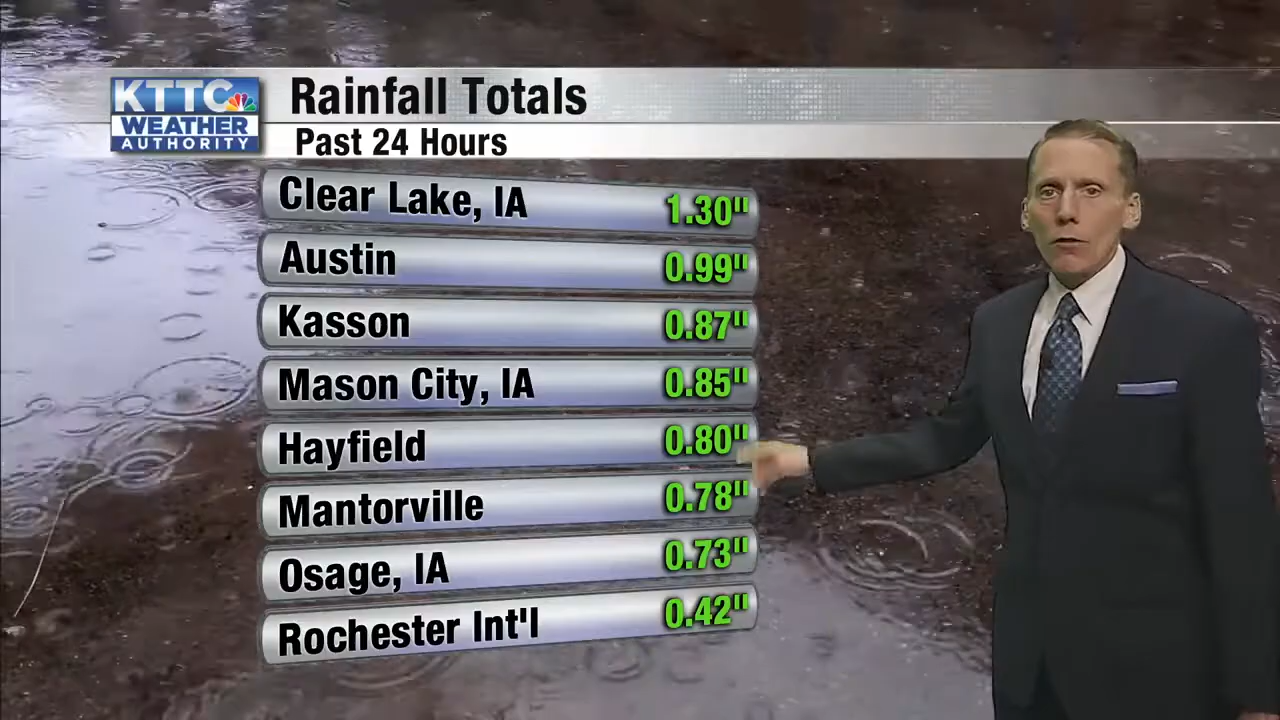 KTTC
WEATHER
AUTHORITY
Rainfall Totals
Past 24 Hours
Clear Lake, IA 1.30"
Austin 0.99"
Kasson 0.87"
Mason City, IA 0.85"
Hayfield 0.80"
Mantorville 0.78"
Osage, IA 0.73"
Rochester Int'l 0.42"